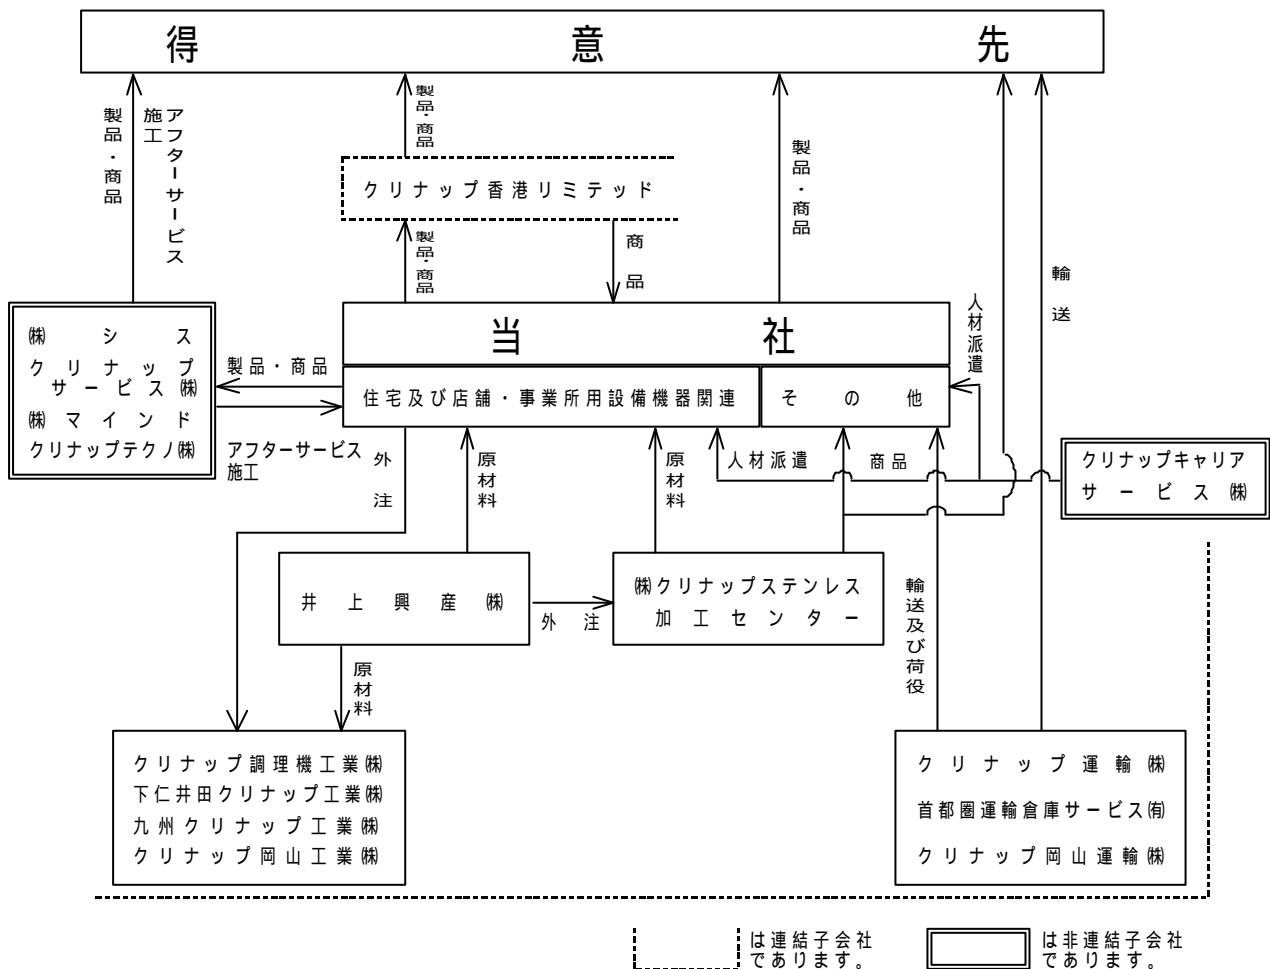 得意先
製品・商品
施工
アフターサービス
製品・商品
製品・商品
クリナップ香港リミテッド
製品・商品
商品
輸送
人材派遣
㈱シス
クリナップ
サービス㈱
㈱マインド
クリナップテクノ㈱
製品・商品
アフターサービス
施工
当社
住宅及び店舗・事業所用設備機器関連
その他
外注
原材料
原材料
人材派遣
商品
クリナップキャリア
サービス㈱
井上興産㈱
外注
㈱クリナップステンレス
加工センター
輸送及び荷役
原材料
クリナップ調理機工業㈱
下仁井田クリナップ工業㈱
九州クリナップ工業㈱
クリナップ岡山工業㈱
クリナップ運輸㈱
首都圏運輸倉庫サービス㈲
クリナップ岡山運輸㈱
は連結子会社
であります。
は非連結子会社
であります。